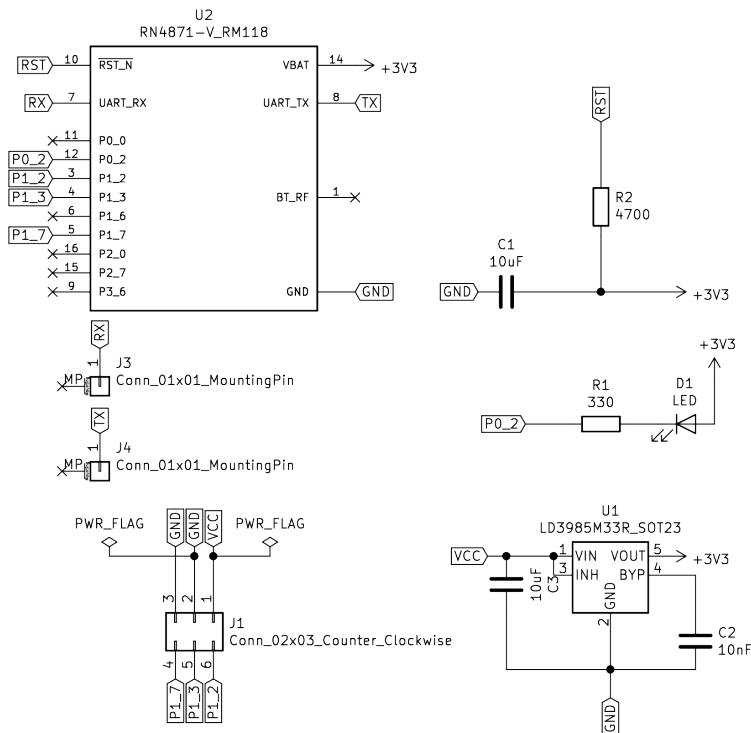 U2
RN4871-V_RM118
RST 10 RST_N VBAT 14 +3V3
RX 7 UART_RX UART_TX 8 TX
11 P0_0
P0_2 12 P0_2
P1_2 3 P1_2
P1_3 4 P1_3 BT_RF 1
6 P1_6
P1_7 5 P1_7
16 P2_0
15 P2_7
9 P3_6 GND GND
RST
R2
4700
C1
10uF
GND +3V3
RX
1
J3
MP Conn_01x01_MountingPin
TX
1
J4
MP Conn_01x01_MountingPin
+3V3
R1
330
D1
LED
P0_2
PWR_FLAG GND GND VCC PWR_FLAG
3 2 1
J1
Conn_02x03_Counter_Clockwise
4 5 6
P1_7 P1_3 P1_2
U1
LD3985M33R_SOT23
VCC 1 VIN VOUT 5 +3V3
3 INH BYP 4
10uF
C3
GND
2
C2
10nF
GND